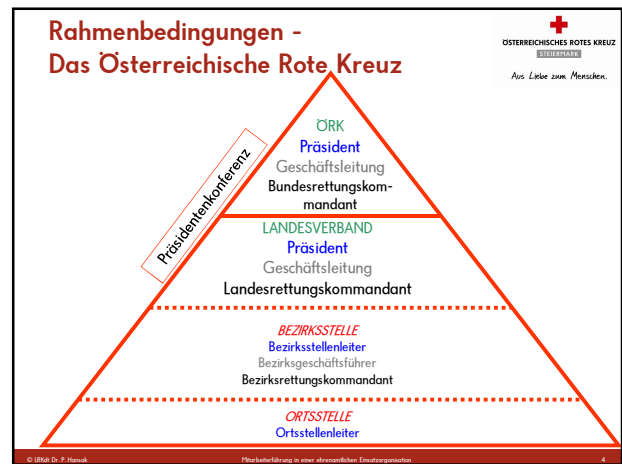 Rahmenbedingungen -
Das Österreichische Rote Kreuz
ÖSTERREICHISCHES ROTES KREUZ
STEIERMARK
Aus Liebe zum Menschen.
Präsidentenkonferenz
ÖRK
Präsident
Geschäftsleitung
Bundesrettungskom-
mandant
LANDESVERBAND
Präsident
Geschäftsleitung
Landesrettungskommandant
BEZIRKSSTELLE
Bezirksstellenleiter
Bezirksgeschäftsführer
Bezirksrettungskommandant
ORTSSTELLE
Ortsstellenleiter
© LRKdt Dr. P. Hansak
Mitarbeiterführung in einer ehrenamtlichen Einsatzorganisation
4